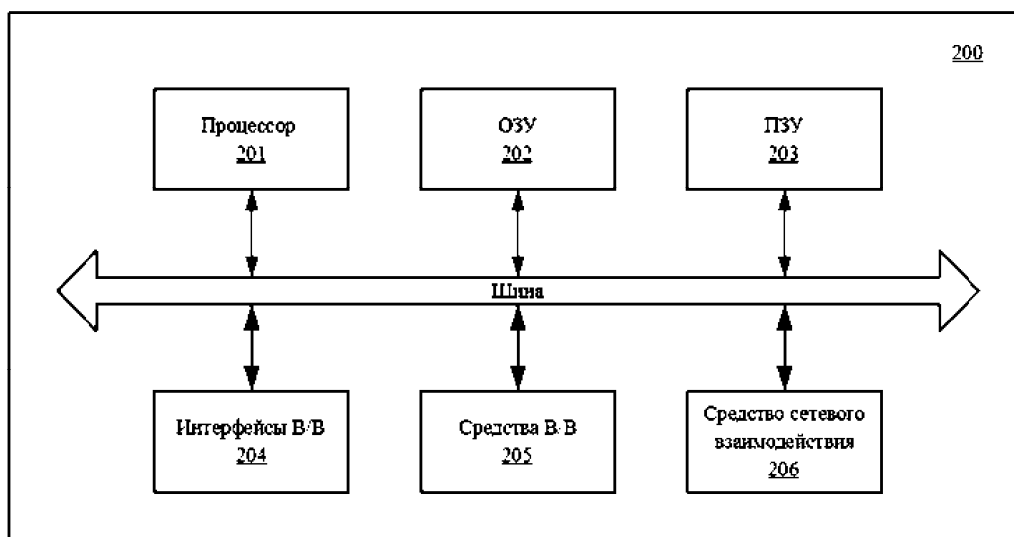 200
Процессор
201
ОЗУ
202
ПЗУ
203
Шина
Интерфейсы В/В
204
Средства В/В
205
Средство сетевого
взаимодействия
206